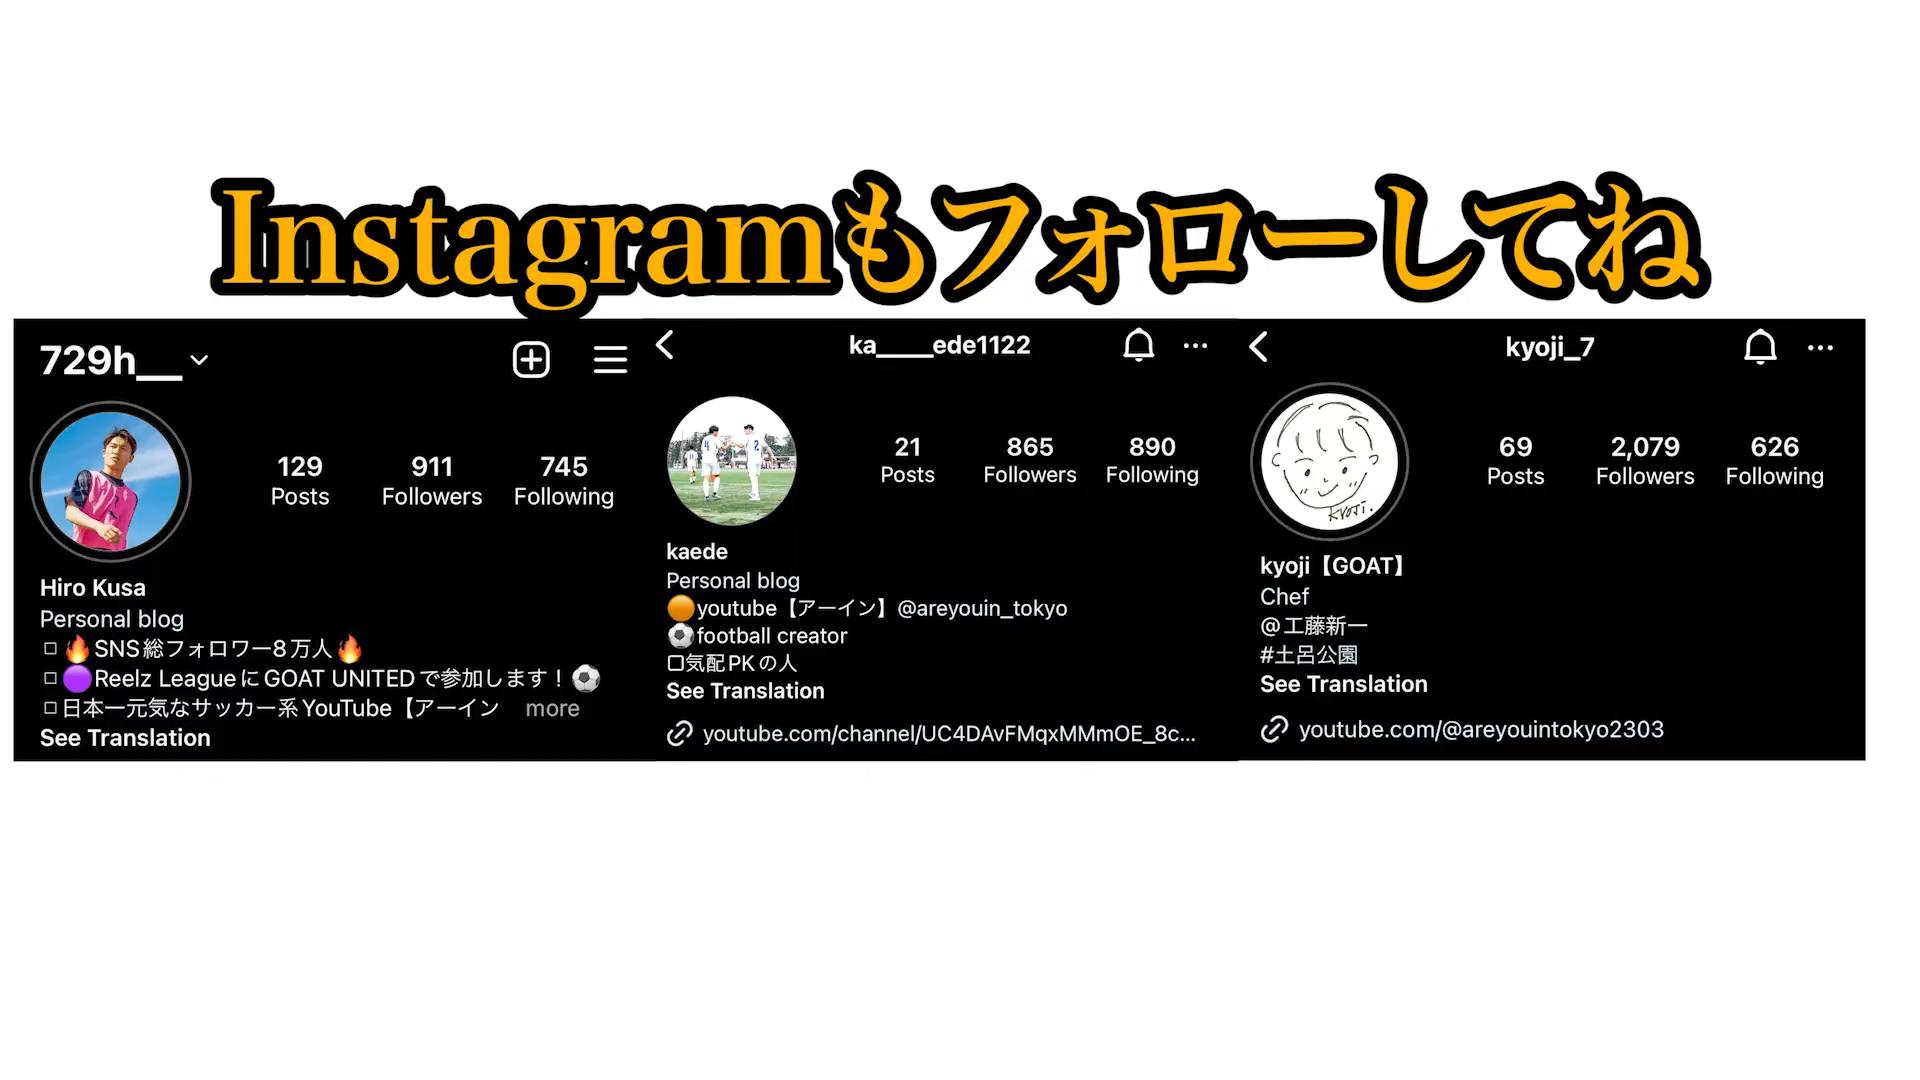 Instagramもフォローしてね
729h__
129 911 745
Posts Followers Following
Hiro Kusa
Personal blog
▫️🔥SNS総フォロワー8万人🔥
▫️🟣Reelz LeagueにGOAT UNITEDで参加します！⚽
▫️日本一元気なサッカー系YouTube【アーイン more
See Translation
ka____ede1122
21 865 890
Posts Followers Following
kaede
Personal blog
🟠youtube【アーイン】@areyouin_tokyo
⚽football creator
□気配PKの人
See Translation
youtube.com/channel/UC4DAvFMqxMMmOE_8c...
kyoji_7
KYOJI.
69 2,079 626
Posts Followers Following
kyoji【GOAT】
Chef
@工藤新一
#土呂公園
See Translation
youtube.com/@areyouintokyo2303